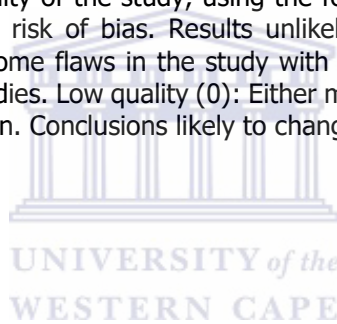 lity of the study, using the fo
risk of bias. Results unlikel
ome flaws in the study with
dies. Low quality (0): Either m
n. Conclusions likely to chang
UNIVERSITY of the
WESTERN CAPE